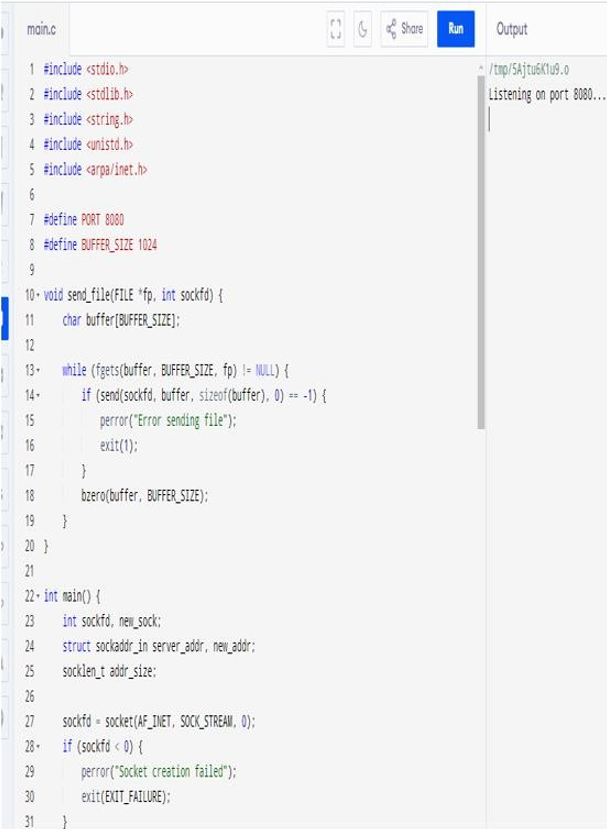 main.c
Share
Run
Output
1 #include <stdio.h>
2 #include <stdlib.h>
3 #include <string.h>
4 #include <unistd.h>
5 #include <arpa/inet.h>
6
7 #define PORT 8080
8 #define BUFFER_SIZE 1024
9
10 void send_file(FILE *fp, int sockfd) {
11 char buffer[BUFFER_SIZE];
12
13 while (fgets(buffer, BUFFER_SIZE, fp) != NULL) {
14 if (send(sockfd, buffer, sizeof(buffer), 0) == -1) {
15 perror("Error sending file");
16 exit(1);
17 }
18 bzero(buffer, BUFFER_SIZE);
19 }
20 }
21
22 int main() {
23 int sockfd, new_sock;
24 struct sockaddr_in server_addr, new_addr;
25 socklen_t addr_size;
26
27 sockfd = socket(AF_INET, SOCK_STREAM, 0);
28 if (sockfd < 0) {
29 perror("Socket creation failed");
30 exit(EXIT_FAILURE);
31 }
/tmp/5Ajtu6K1u9.o
Listening on port 8080...